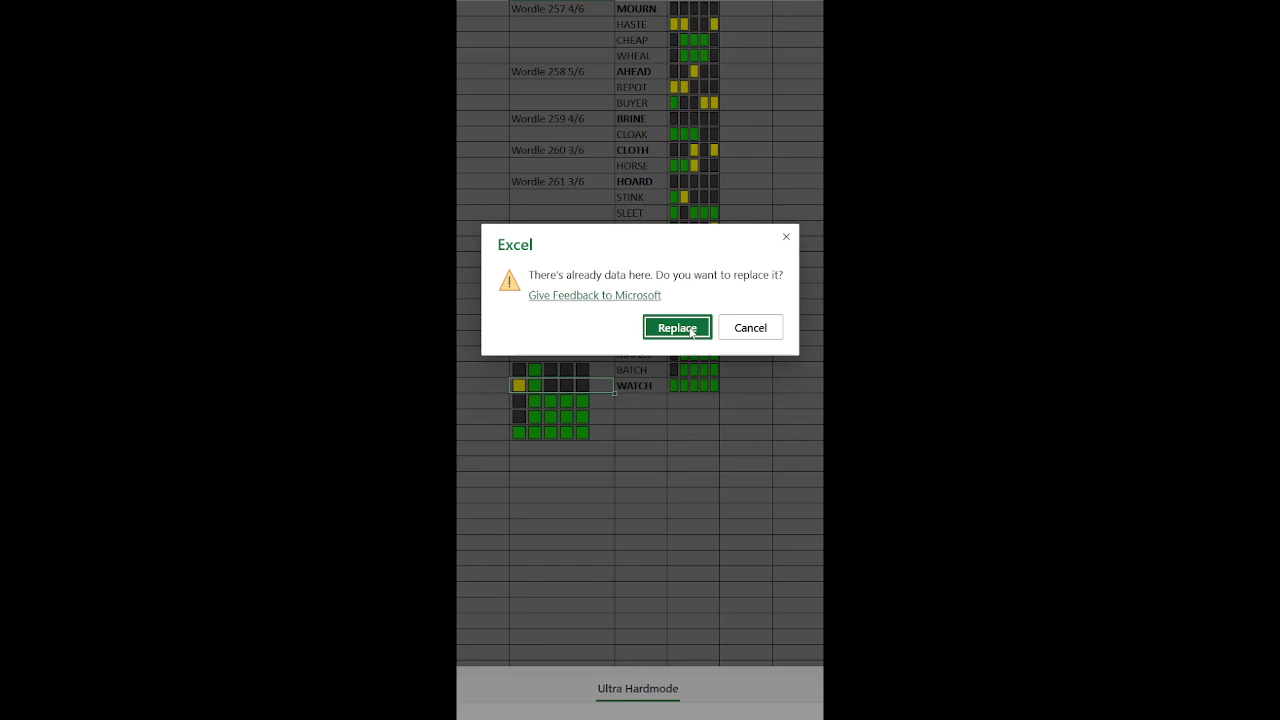 Wordle 257 4/6 MOURN
HASTE
CHEAP
WHEAL
Wordle 258 5/6 AHEAD
REPOT
BUYER
Wordle 259 4/6 BRINE
CLOAK
Wordle 260 3/6 CLOTH
HORSE
Wordle 261 3/6 HOARD
STINK
SLEET
Excel
There's already data here. Do you want to replace it?
Give Feedback to Microsoft
Replace Cancel
BATCH
WATCH
Ultra Hardmode